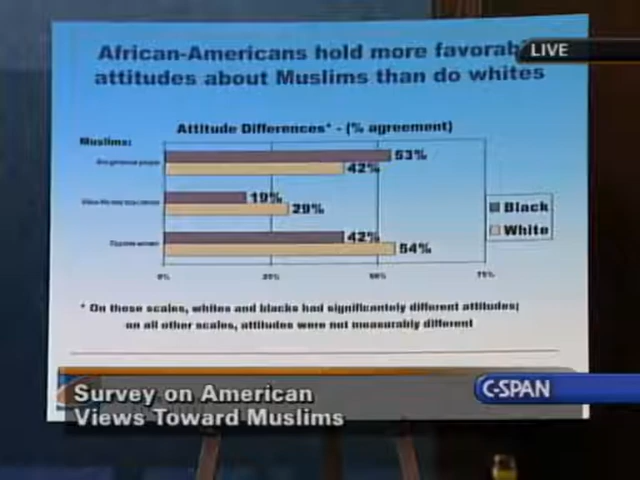 African-Americans hold more favorab
LIVE
attitudes about Muslims than do whites
Attitude Differences* - (% agreement)
Muslims:
53%
42%
19%
29%
42%
54%
Black
White
0%
25%
50%
75%
* On these scales, whites and blacks had significantely different attitudes;
on all other scales, attitudes were not measurably different
Survey on American
Views Toward Muslims
C-SPAN